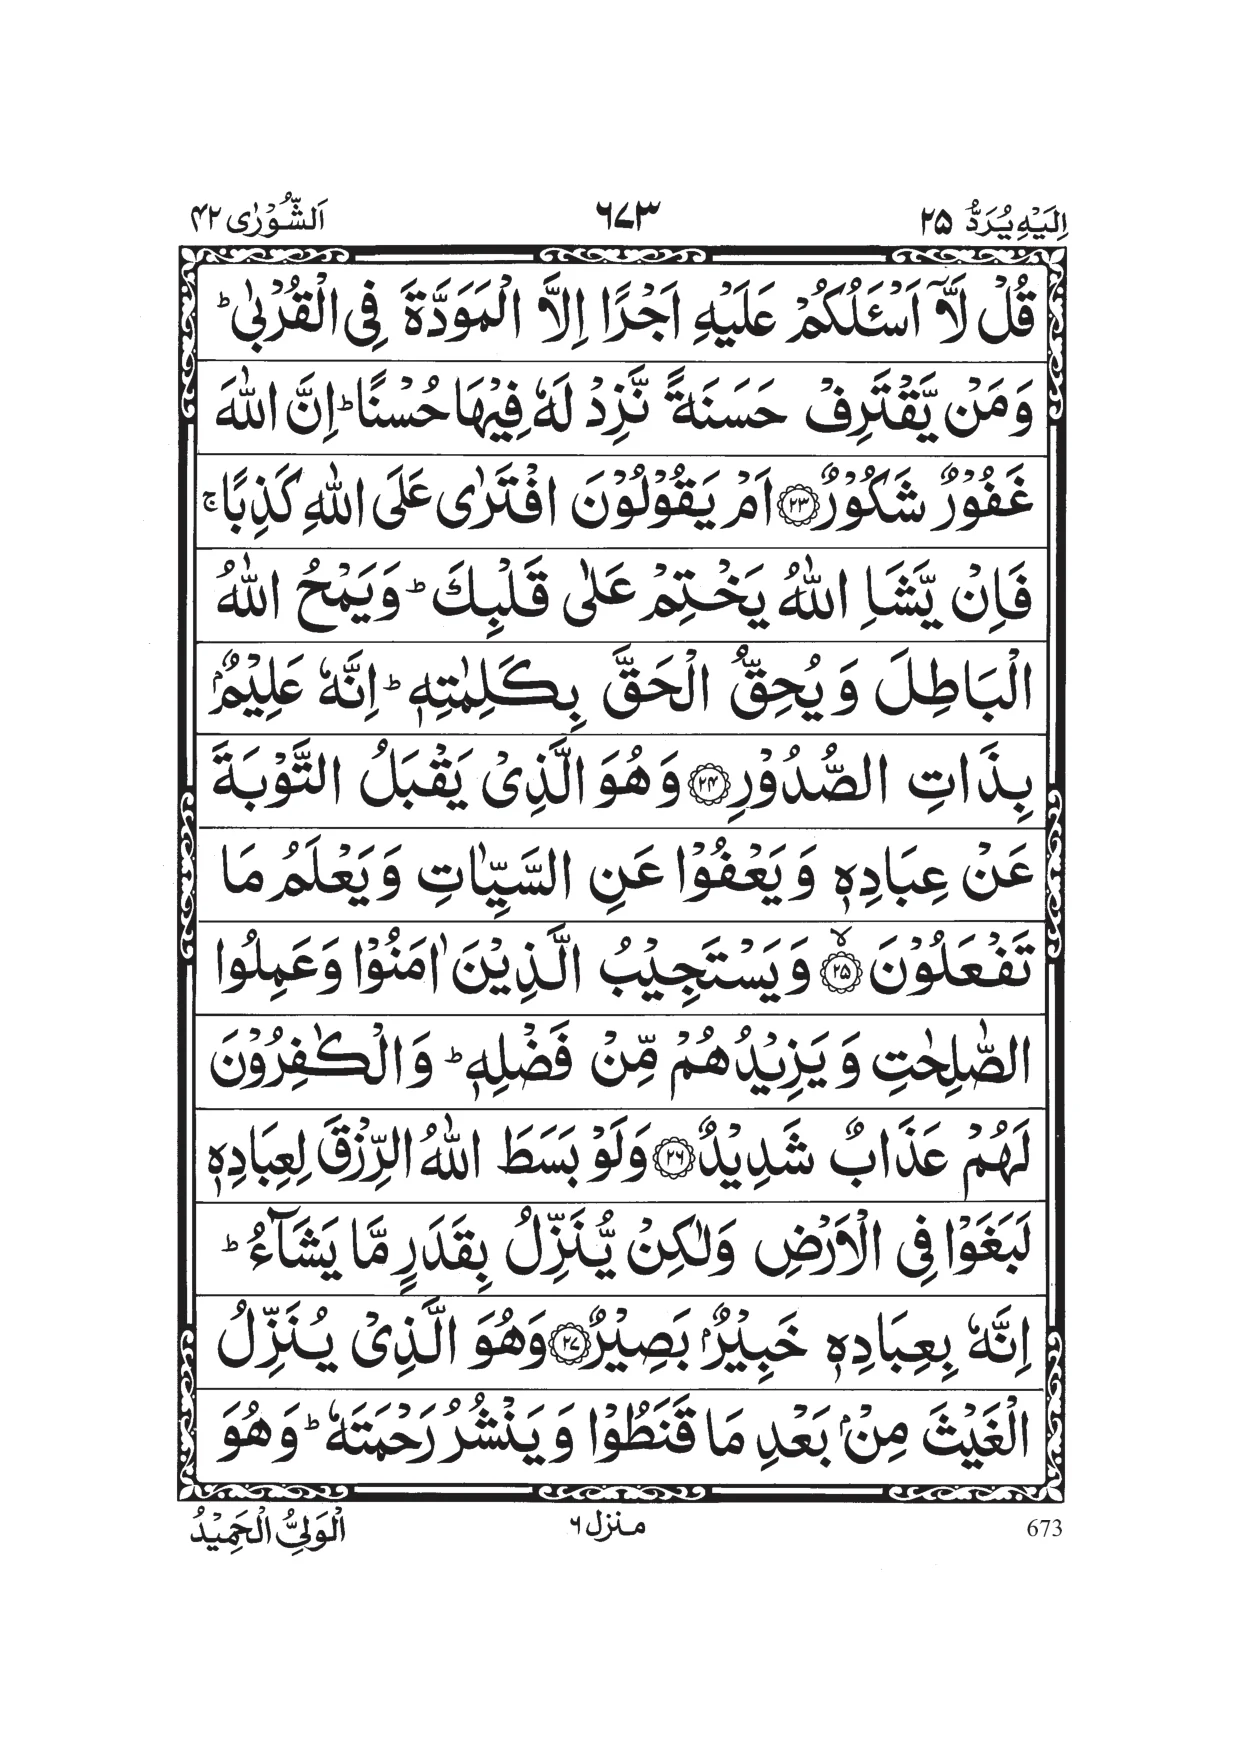 اِلَیْهِ یُرَدُّ ۲۵
۶۷۳
اَلشُّوْرٰی ۴۲
قُلْ لَّاۤ اَسْـَٔلُكُمْ عَلَیْهِ اَجْرًا اِلَّا الْمَوَدَّةَ فِی الْقُرْبٰیؕ
وَ مَنْ یَّقْتَرِفْ حَسَنَةً نَّزِدْ لَهٗ فِیْهَا حُسْنًاؕ اِنَّ اللّٰهَ
غَفُوْرٌ شَكُوْرٌ ۲۳ اَمْ یَقُوْلُوْنَ افْتَرٰی عَلَی اللّٰهِ كَذِبًاۚ
فَاِنْ یَّشَاِ اللّٰهُ یَخْتِمْ عَلٰی قَلْبِكَؕ وَ یَمْحُ اللّٰهُ
الْبَاطِلَ وَ یُحِقُّ الْحَقَّ بِكَلِمٰتِهٖؕ اِنَّهٗ عَلِیْمٌۢ
بِذَاتِ الصُّدُوْرِ ۲۴ وَ هُوَ الَّذِیْ یَقْبَلُ التَّوْبَةَ
عَنْ عِبَادِهٖ وَ یَعْفُوْا عَنِ السَّیِّاٰتِ وَ یَعْلَمُ مَا
تَفْعَلُوْنَۙ ۲۵ وَ یَسْتَجِیْبُ الَّذِیْنَ اٰمَنُوْا وَ عَمِلُوا
الصّٰلِحٰتِ وَ یَزِیْدُهُمْ مِّنْ فَضْلِهٖؕ وَ الْكٰفِرُوْنَ
لَهُمْ عَذَابٌ شَدِیْدٌ ۲۶ وَ لَوْ بَسَطَ اللّٰهُ الرِّزْقَ لِعِبَادِهٖ
لَبَغَوْا فِی الْاَرْضِ وَ لٰكِنْ یُّنَزِّلُ بِقَدَرٍ مَّا یَشَآءُؕ
اِنَّهٗ بِعِبَادِهٖ خَبِیْرٌۢ بَصِیْرٌ ۲۷ وَ هُوَ الَّذِیْ یُنَزِّلُ
الْغَیْثَ مِنْۢ بَعْدِ مَا قَنَطُوْا وَ یَنْشُرُ رَحْمَتَهٗؕ وَ هُوَ
673
منزل ۶
الْوَلِیُّ الْحَمِیْدُ